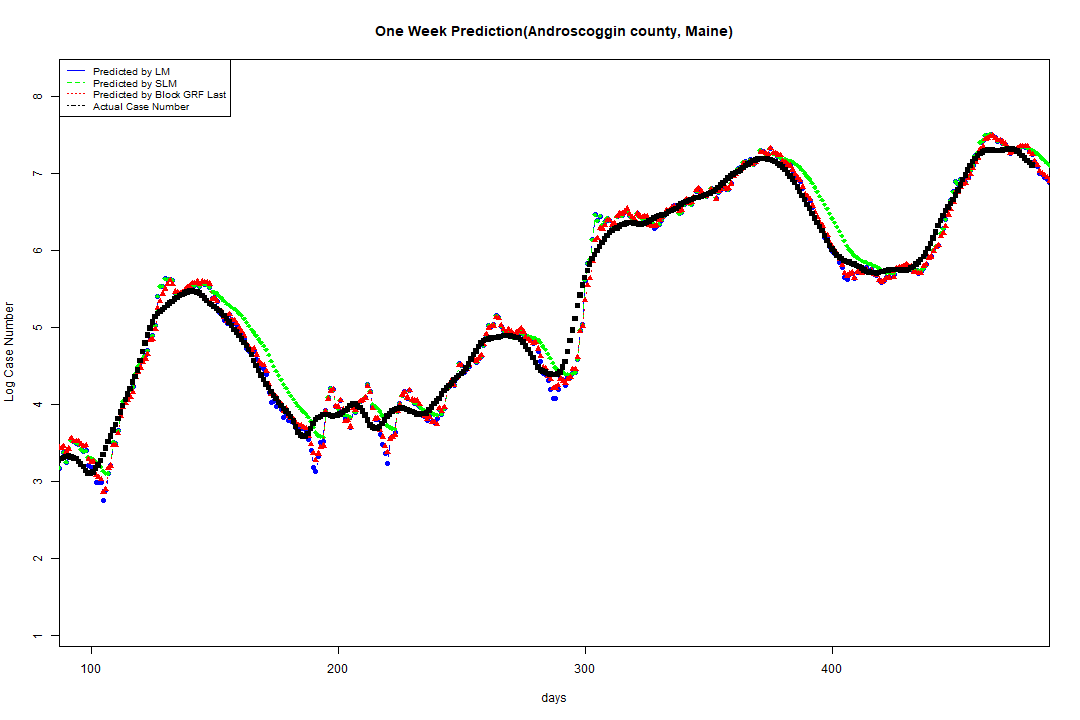 One Week Prediction(Androscoggin county, Maine)
Predicted by LM
Predicted by SLM
Predicted by Block GRF Last
Actual Case Number
8
7
6
5
4
3
2
1
Log Case Number
100 200 300 400
days